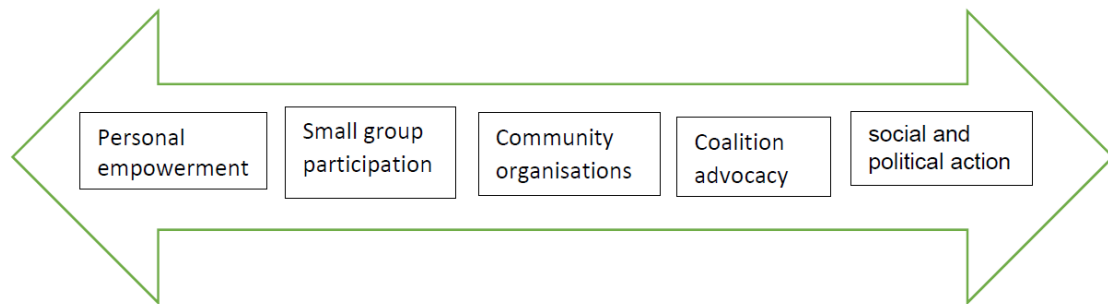 Personal
empowerment
Small group
participation
Community
organisations
Coalition
advocacy
social and
political action